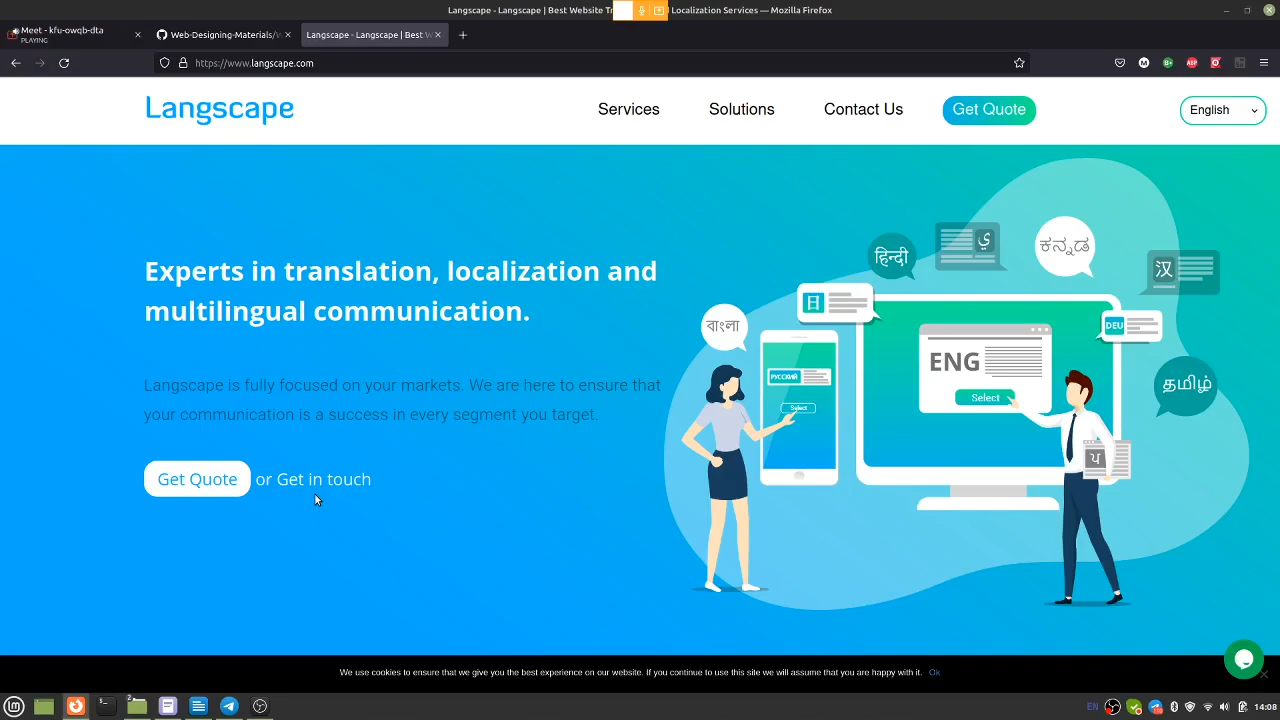 Langscape - Langscape | Best Website Tr
Localization Services — Mozilla Firefox
Meet - kfu-owqb-dta
PLAYING
Web-Designing-Materials/
Langscape - Langscape | Best W
https://www.langscape.com
Langscape
Services
Solutions
Contact Us
Get Quote
English
Experts in translation, localization and
multilingual communication.
Langscape is fully focused on your markets. We are here to ensure that
your communication is a success in every segment you target.
Get Quote or Get in touch
हिन्दी
ي
ಕನ್ನಡ
汉
日
বাংলা
DEU
РУССКИЙ
ENG
Select
Select
தமிழ்
ਪ
We use cookies to ensure that we give you the best experience on our website. If you continue to use this site we will assume that you are happy with it. Ok
EN
14:08